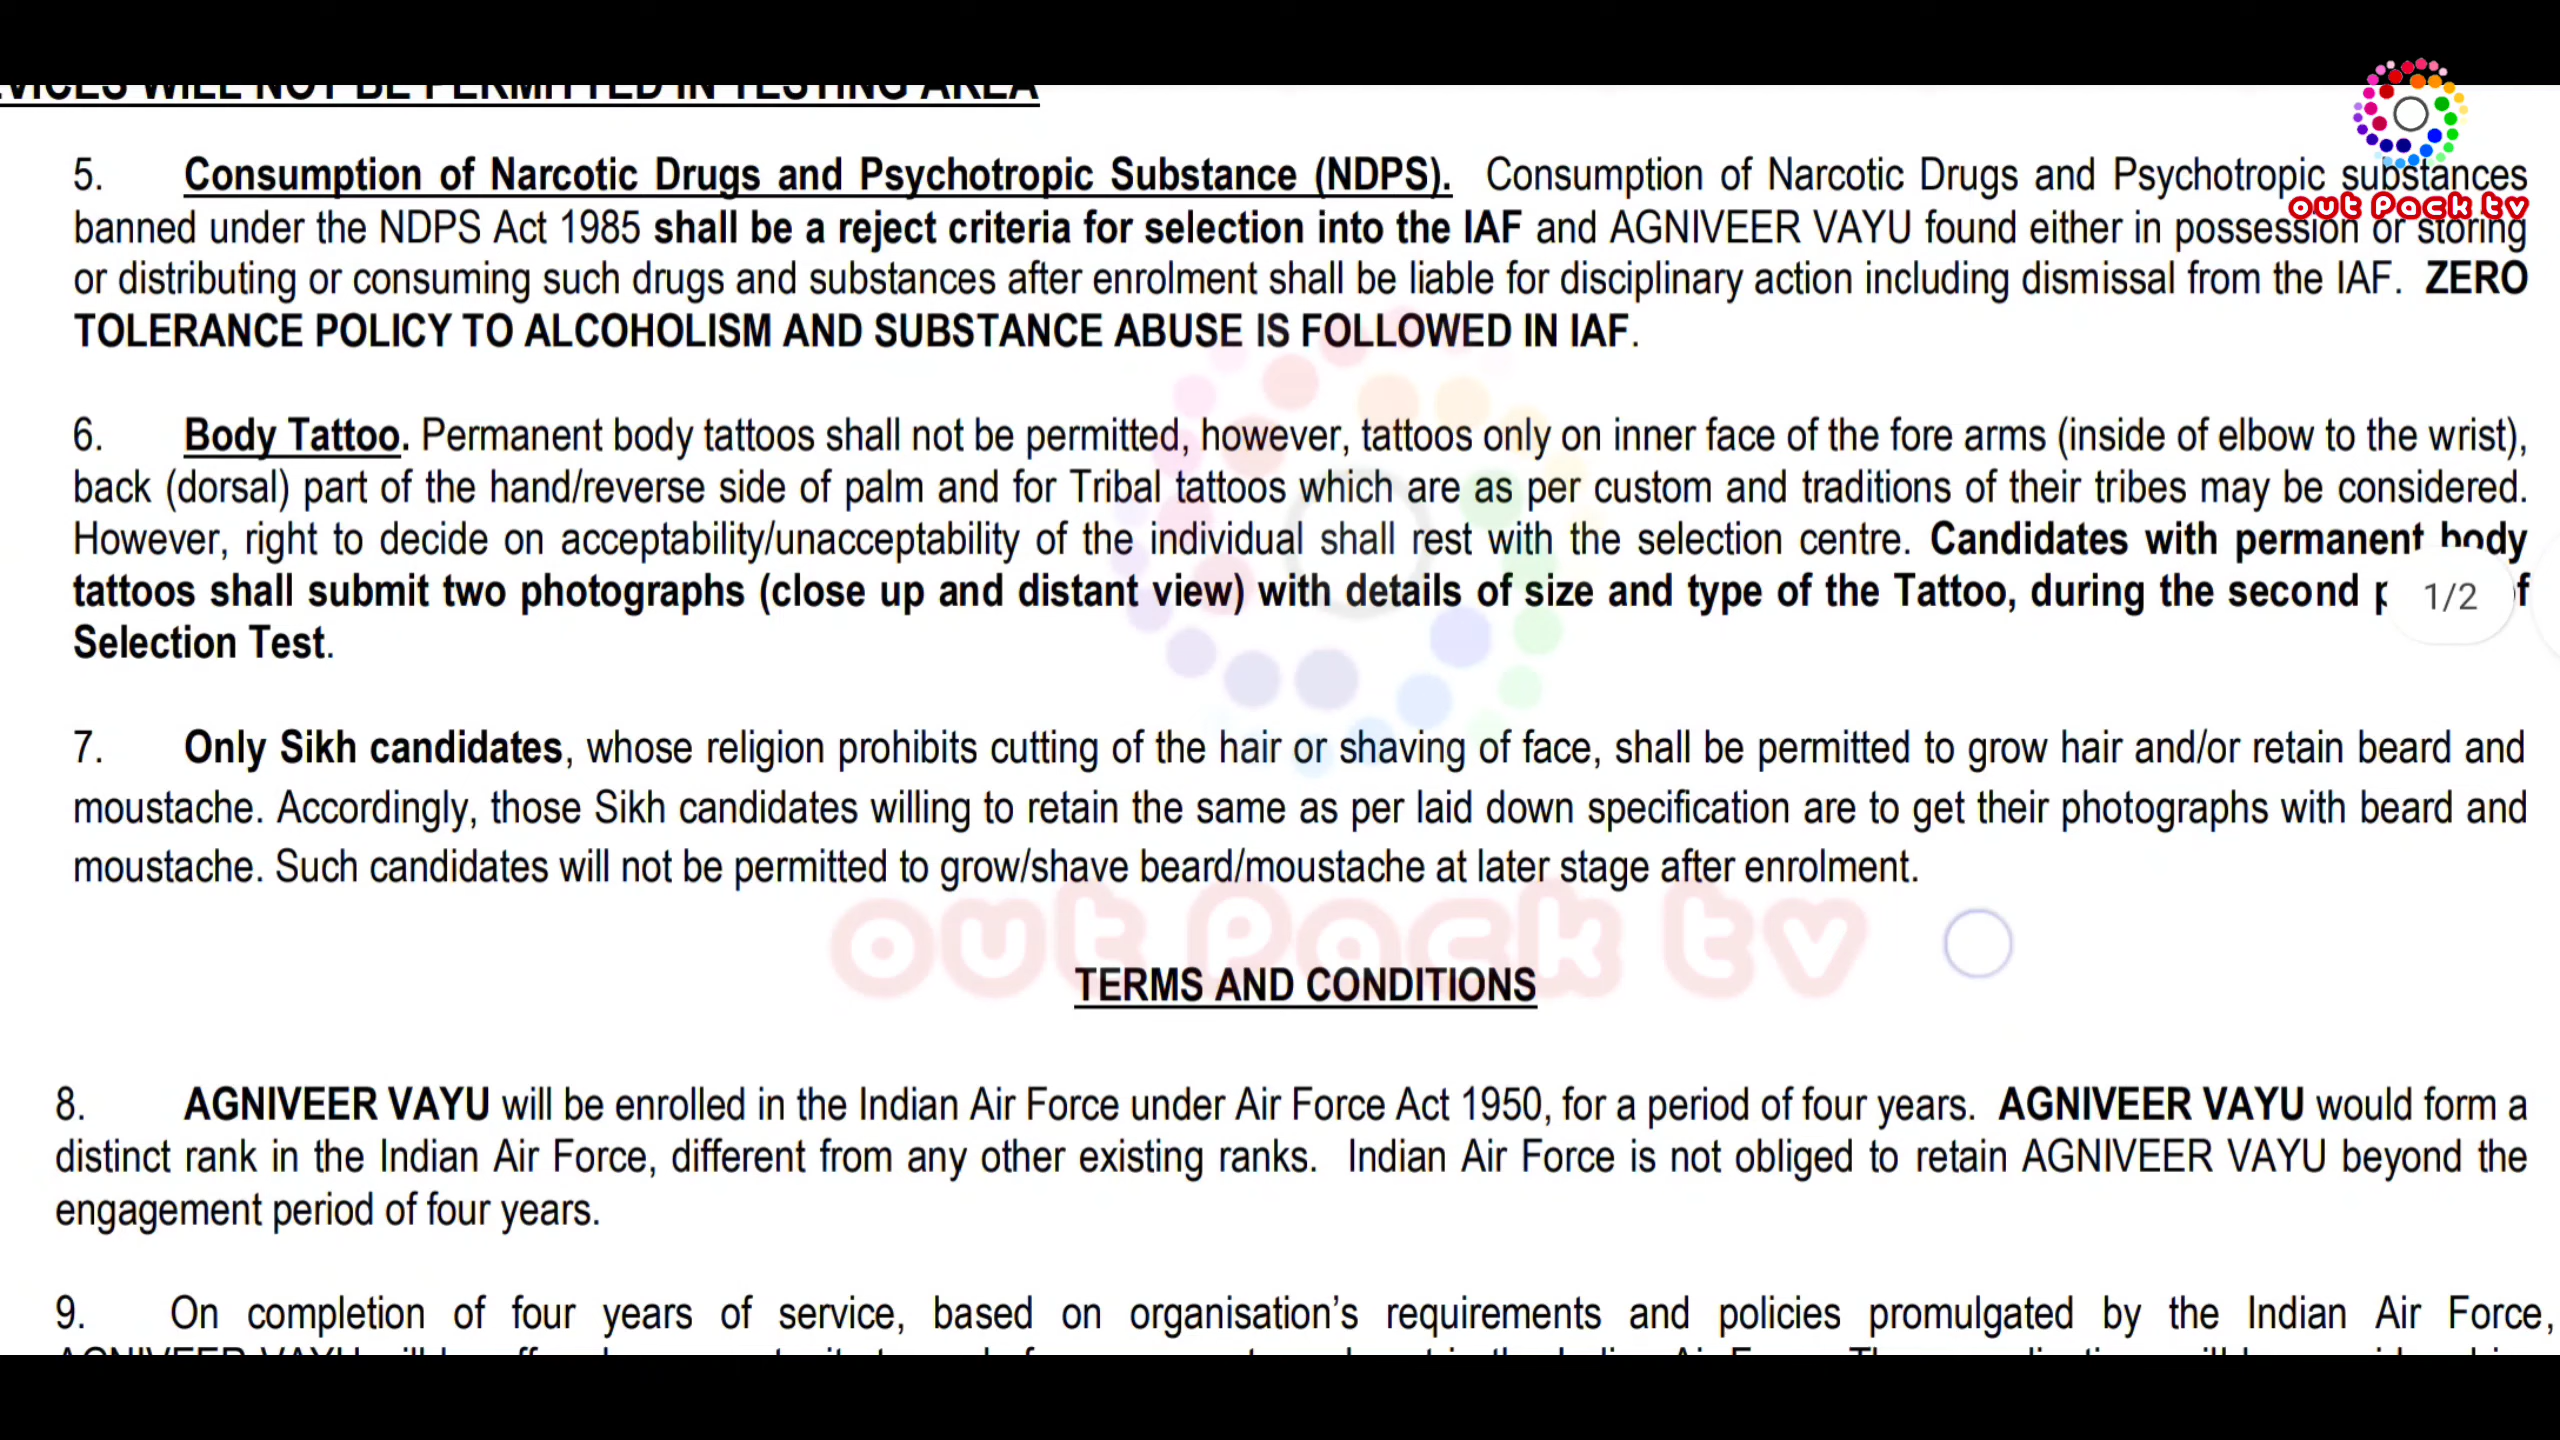 VICES WILL NOT BE PERMITTED IN TESTING AREA
out Pack tv
5. Consumption of Narcotic Drugs and Psychotropic Substance (NDPS). Consumption of Narcotic Drugs and Psychotropic substances
banned under the NDPS Act 1985 shall be a reject criteria for selection into the IAF and AGNIVEER VAYU found either in possession or storing
or distributing or consuming such drugs and substances after enrolment shall be liable for disciplinary action including dismissal from the IAF. ZERO
TOLERANCE POLICY TO ALCOHOLISM AND SUBSTANCE ABUSE IS FOLLOWED IN IAF.
6. Body Tattoo. Permanent body tattoos shall not be permitted, however, tattoos only on inner face of the fore arms (inside of elbow to the wrist),
back (dorsal) part of the hand/reverse side of palm and for Tribal tattoos which are as per custom and traditions of their tribes may be considered.
However, right to decide on acceptability/unacceptability of the individual shall rest with the selection centre. Candidates with permanent body
tattoos shall submit two photographs (close up and distant view) with details of size and type of the Tattoo, during the second
1/2
Selection Test.
7. Only Sikh candidates, whose religion prohibits cutting of the hair or shaving of face, shall be permitted to grow hair and/or retain beard and
moustache. Accordingly, those Sikh candidates willing to retain the same as per laid down specification are to get their photographs with beard and
moustache. Such candidates will not be permitted to grow/shave beard/moustache at later stage after enrolment.
out Pack tv
TERMS AND CONDITIONS
8. AGNIVEER VAYU will be enrolled in the Indian Air Force under Air Force Act 1950, for a period of four years. AGNIVEER VAYU would form a
distinct rank in the Indian Air Force, different from any other existing ranks. Indian Air Force is not obliged to retain AGNIVEER VAYU beyond the
engagement period of four years.
9. On completion of four years of service, based on organisation's requirements and policies promulgated by the Indian Air Force,